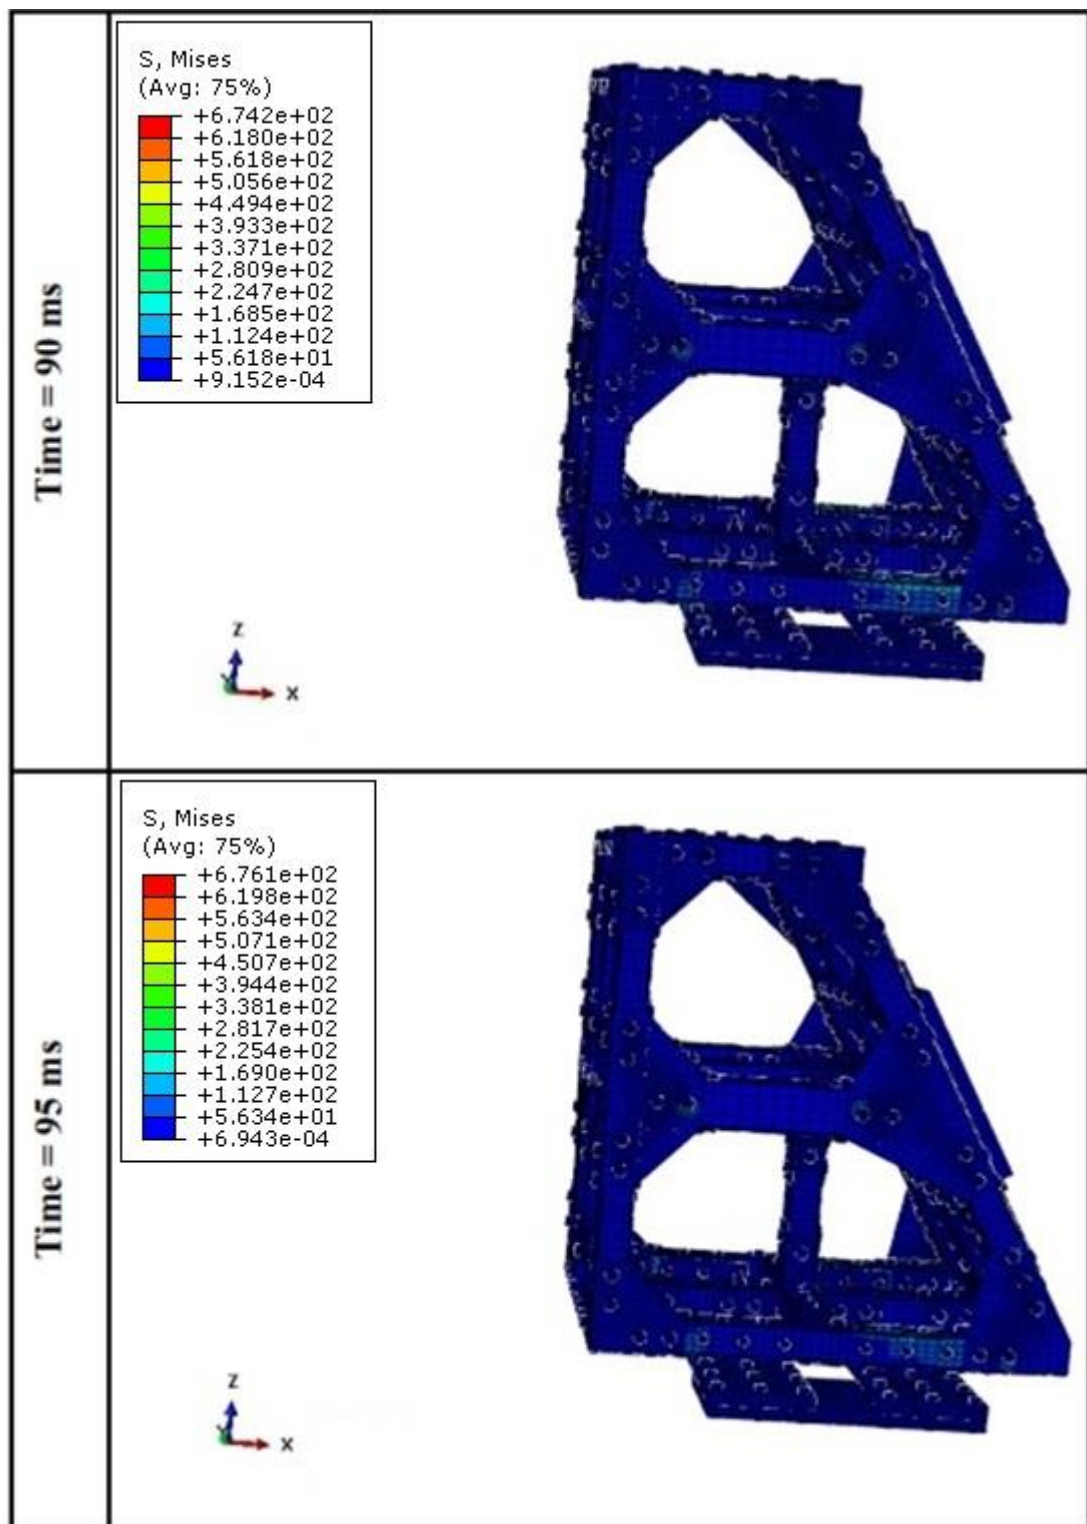 Time = 90 ms
S, Mises
(Avg: 75%)
+6.742e+02
+6.180e+02
+5.618e+02
+5.056e+02
+4.494e+02
+3.933e+02
+3.371e+02
+2.809e+02
+2.247e+02
+1.685e+02
+1.124e+02
+5.618e+01
+9.152e-04
Z
Y
X
Time = 95 ms
S, Mises
(Avg: 75%)
+6.761e+02
+6.198e+02
+5.634e+02
+5.071e+02
+4.507e+02
+3.944e+02
+3.381e+02
+2.817e+02
+2.254e+02
+1.690e+02
+1.127e+02
+5.634e+01
+6.943e-04
Z
Y
X